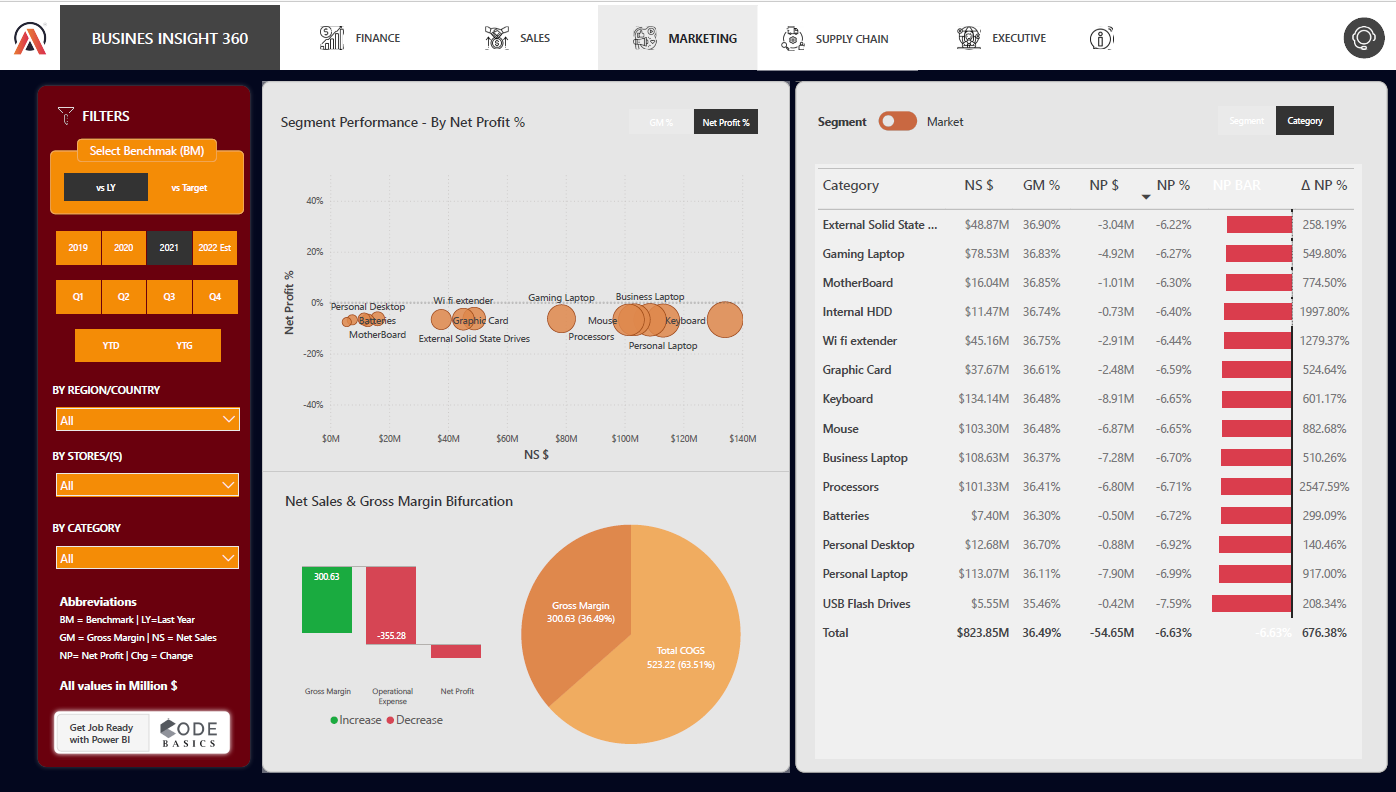 BUSINES INSIGHT 360
FINANCE
SALES
MARKETING
SUPPLY CHAIN
EXECUTIVE
FILTERS
Select Benchmak (BM)
vs LY
vs Target
2019
2020
2021
2022 Est
Q1
Q2
Q3
Q4
YTD
YTG
BY REGION/COUNTRY
All
BY STORES/(S)
All
BY CATEGORY
All
Abbreviations
BM = Benchmark | LY=Last Year
GM = Gross Margin | NS = Net Sales
NP= Net Profit | Chg = Change
All values in Million $
Get Job Ready
with Power BI
CODE
BASICS
Segment Performance - By Net Profit %
GM %
Net Profit %
Net Profit %
40%
20%
0%
-20%
-40%
Personal Desktop
Batteries
MotherBoard
Wi fi extender
Graphic Card
External Solid State Drives
Gaming Laptop
Mouse
Processors
Business Laptop
Keyboard
Personal Laptop
$0M
$20M
$40M
$60M
$80M
$100M
$120M
$140M
NS $
Net Sales & Gross Margin Bifurcation
300.63
-355.28
Gross Margin
Operational
Expense
Net Profit
Increase
Decrease
Gross Margin
300.63 (36.49%)
Total COGS
523.22 (63.51%)
Segment
Market
Segment
Category
Category NS $ GM % NP $ NP % NP BAR Δ NP %
External Solid State ... $48.87M 36.90% -3.04M -6.22% 258.19%
Gaming Laptop $78.53M 36.83% -4.92M -6.27% 549.80%
MotherBoard $16.04M 36.85% -1.01M -6.30% 774.50%
Internal HDD $11.47M 36.74% -0.73M -6.40% 1997.80%
Wi fi extender $45.16M 36.75% -2.91M -6.44% 1279.37%
Graphic Card $37.67M 36.61% -2.48M -6.59% 524.64%
Keyboard $134.14M 36.48% -8.91M -6.65% 601.17%
Mouse $103.30M 36.48% -6.87M -6.65% 882.68%
Business Laptop $108.63M 36.37% -7.28M -6.70% 510.26%
Processors $101.33M 36.41% -6.80M -6.71% 2547.59%
Batteries $7.40M 36.30% -0.50M -6.72% 299.09%
Personal Desktop $12.68M 36.70% -0.88M -6.92% 140.46%
Personal Laptop $113.07M 36.11% -7.90M -6.99% 917.00%
USB Flash Drives $5.55M 35.46% -0.42M -7.59% 208.34%
Total $823.85M 36.49% -54.65M -6.63% -6.63% 676.38%